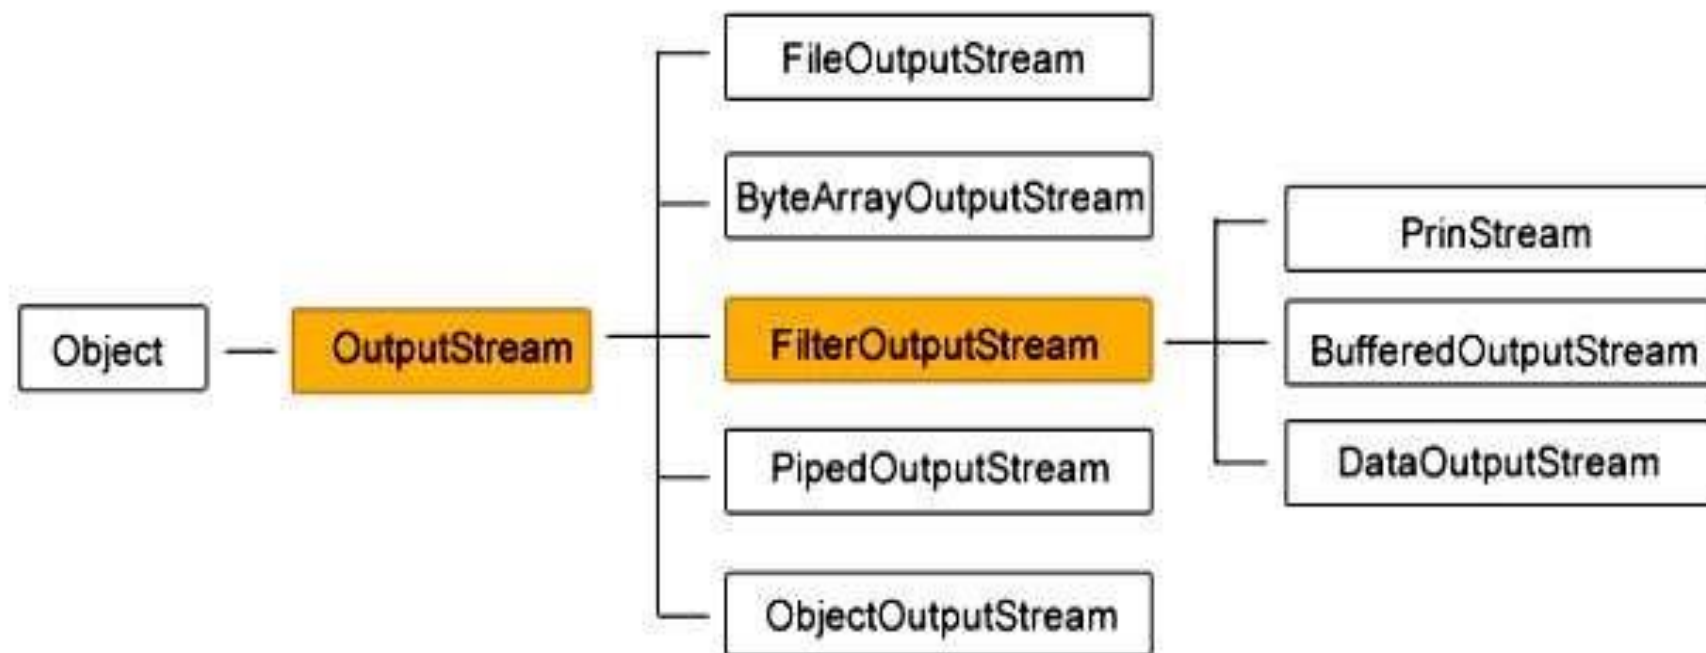 Object
OutputStream
FileOutputStream
ByteArrayOutputStream
FilterOutputStream
PipedOutputStream
ObjectOutputStream
PrinStream
BufferedOutputStream
DataOutputStream